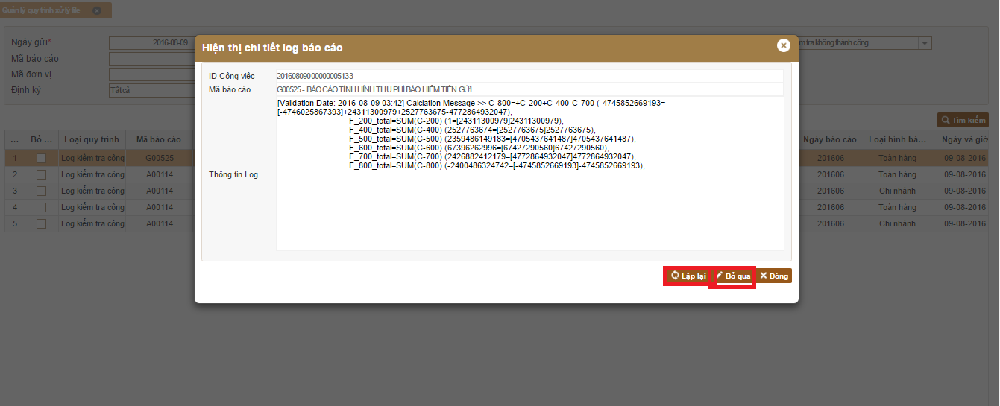 Quản lý quy trình xử lý file
Ngày gửi*
2016-08-09
Mã báo cáo
Mã đơn vị
Định kỳ
Tất cả
tra không thành công
Tìm kiếm
... Bỏ ... Loại quy trình Mã báo cáo Ngày báo cáo Loại hình bá... Ngày và giờ
1 Log kiểm tra công G00525 201606 Toàn hàng 09-08-2016
2 Log kiểm tra công A00114 201606 Toàn hàng 09-08-2016
3 Log kiểm tra công A00114 201606 Chi nhánh 09-08-2016
4 Log kiểm tra công A00114 201606 Toàn hàng 09-08-2016
5 Log kiểm tra công A00114 201606 Chi nhánh 09-08-2016
Hiện thị chi tiết log báo cáo
ID Công việc 20160809000000005133
Mã báo cáo G00525 - BÁO CÁO TÌNH HÌNH THU PHÍ BẢO HIỂM TIỀN GỬI
Thông tin Log
[Validation Date: 2016-08-09 03:42] Calclation Message >> C-800=+C-200+C-400-C-700 (-4745852669193=
[-4746025867393]+24311300979+2527763675-4772864932047),
F_200_total=SUM(C-200) (1=[24311300979]24311300979),
F_400_total=SUM(C-400) (2527763674=[2527763675]2527763675),
F_500_total=SUM(C-500) (2359486149183=[4705437641487]4705437641487),
F_600_total=SUM(C-600) (67396262996=[67427290560]67427290560),
F_700_total=SUM(C-700) (2426882412179=[4772864932047]4772864932047),
F_800_total=SUM(C-800) (-2400486324742=[-4745852669193]-4745852669193),
Lặp lại Bỏ qua Đóng